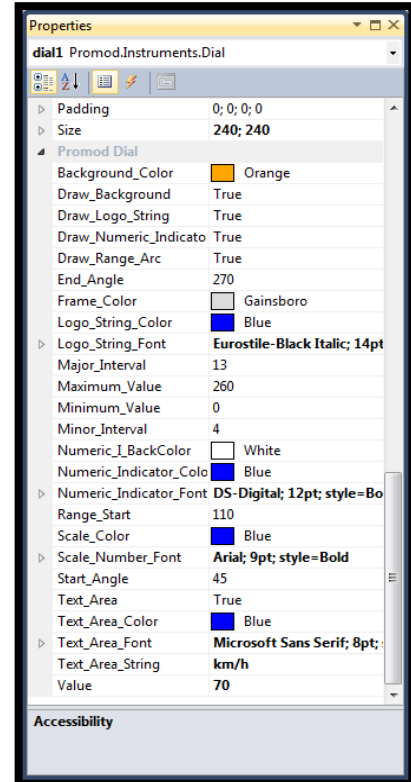 Properties
dial1 Promod.Instruments.Dial
Padding 0; 0; 0; 0
Size 240; 240
Promod Dial
Background_Color Orange
Draw_Background True
Draw_Logo_String True
Draw_Numeric_Indicato True
Draw_Range_Arc True
End_Angle 270
Frame_Color Gainsboro
Logo_String_Color Blue
Logo_String_Font Eurostile-Black Italic; 14pt
Major_Interval 13
Maximum_Value 260
Minimum_Value 0
Minor_Interval 4
Numeric_I_BackColor White
Numeric_Indicator_Colo Blue
Numeric_Indicator_Font DS-Digital; 12pt; style=Bo
Range_Start 110
Scale_Color Blue
Scale_Number_Font Arial; 9pt; style=Bold
Start_Angle 45
Text_Area True
Text_Area_Color Blue
Text_Area_Font Microsoft Sans Serif; 8pt;
Text_Area_String km/h
Value 70
Accessibility